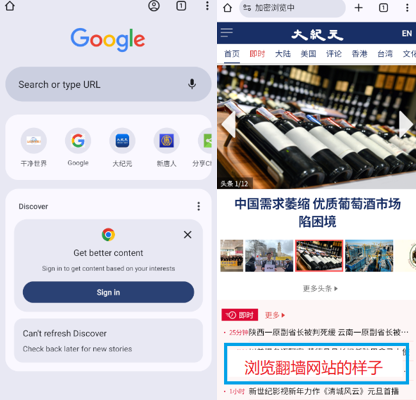 Google
Search or type URL
干净世界
Google
大纪元
新唐人
分享Ch
Discover
Get better content
Sign in to get content based on your interests
Sign in
Can't refresh Discover
Check back later for new stories
加密浏览中
1
1
大紀元
EN
首页 即时 大陆 美国 评论 香港 台湾 文化
头条 1/12
中国需求萎缩 优质葡萄酒市场
陷困境
更多头条
即时 更多
25分钟 陕西一原副省长被判死缓 云南一原副部长…
浏览翻墙网站的样子
1小时 新世纪影视新年力作《清城风云》元旦首播